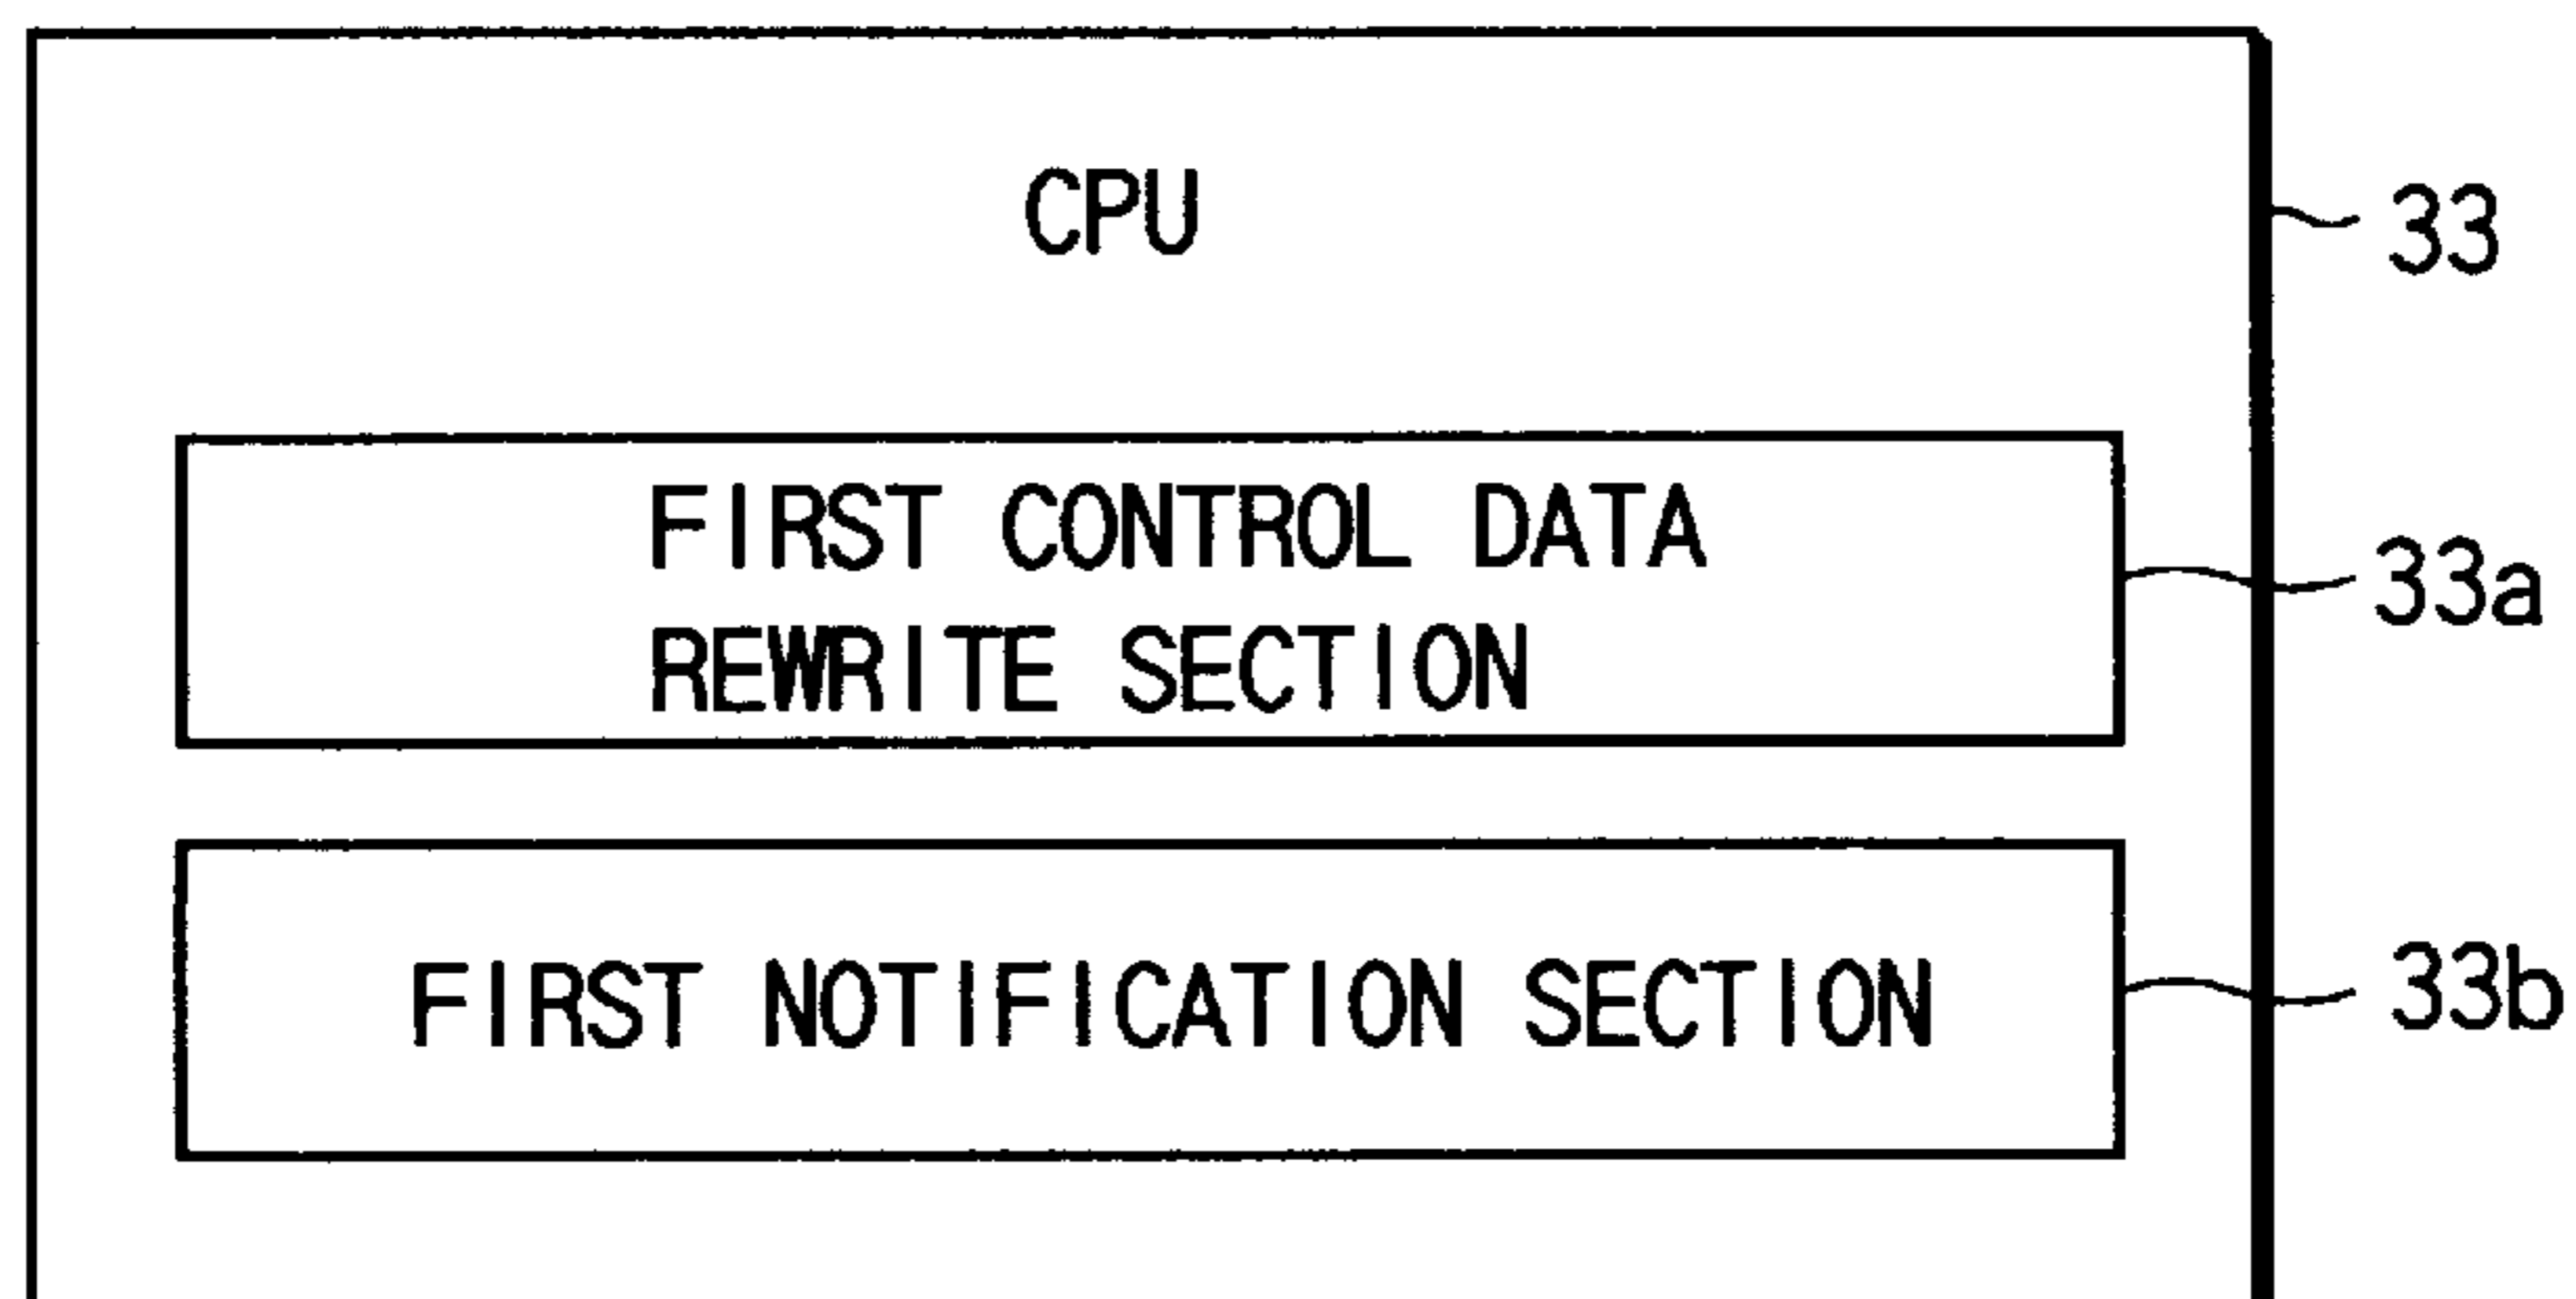 CPU
33
FIRST CONTROL DATA
REWRITE SECTION
33a
FIRST NOTIFICATION SECTION
33b